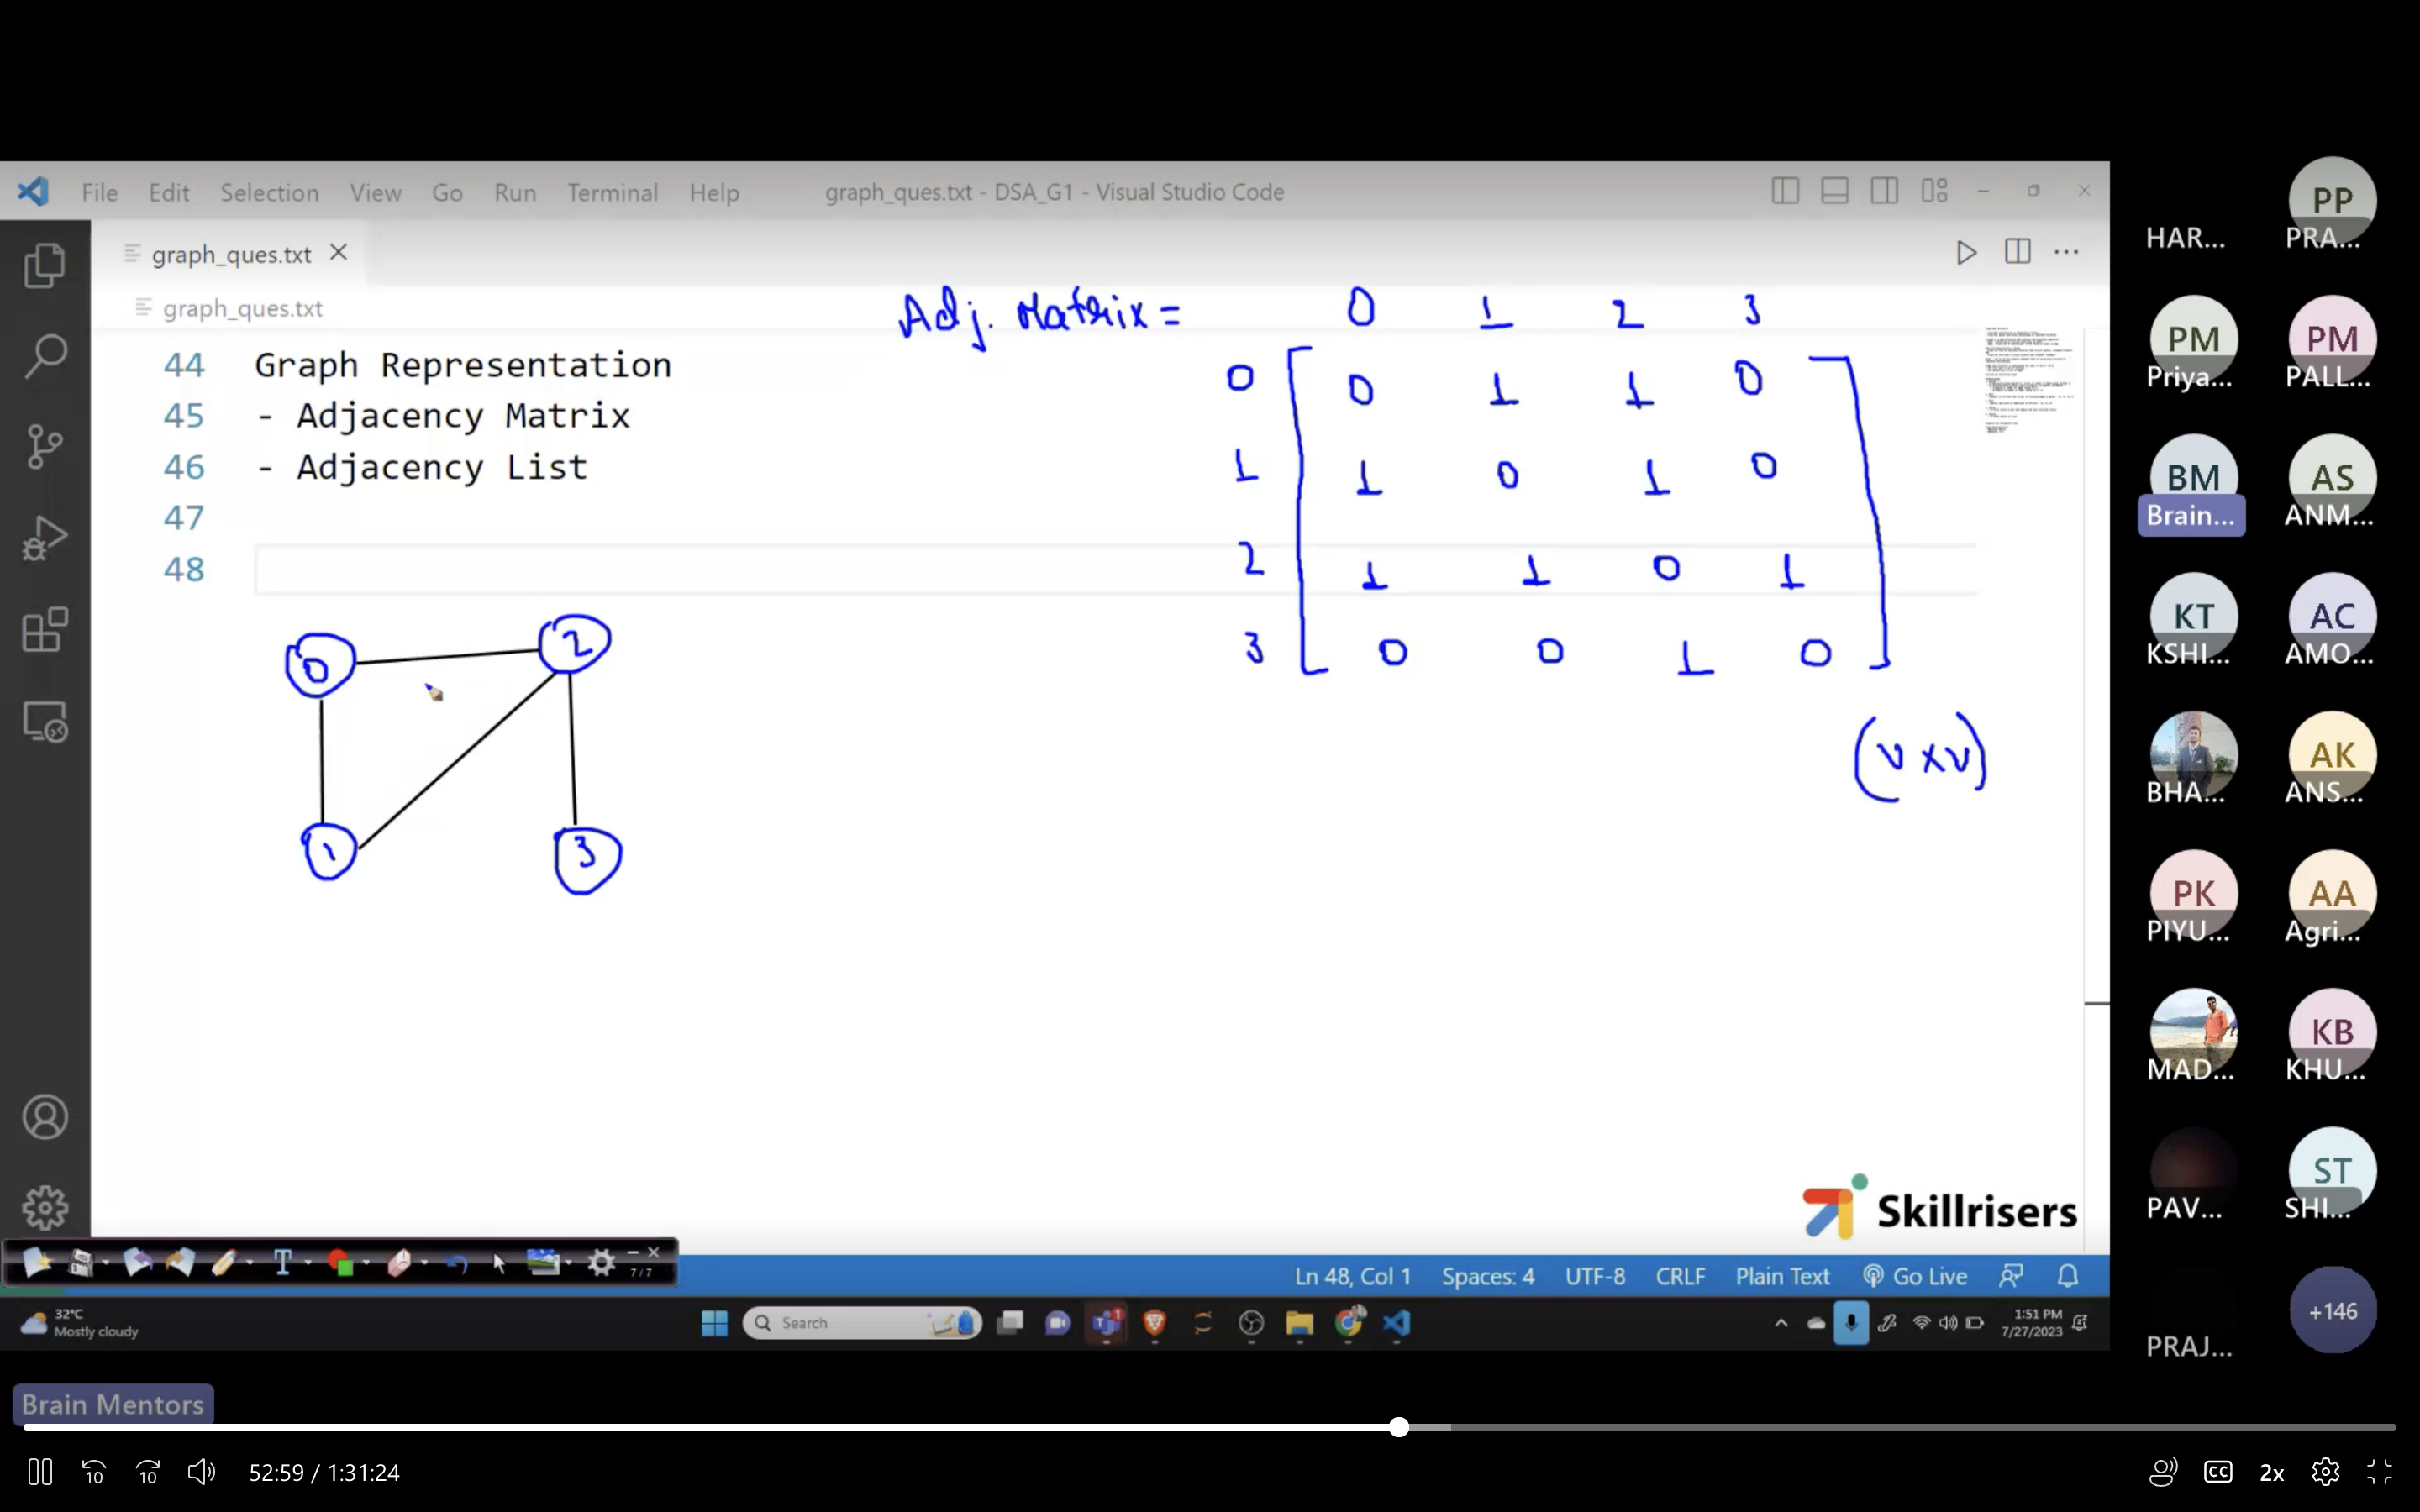 File Edit Selection View Go Run Terminal Help graph_ques.txt - DSA_G1 - Visual Studio Code
graph_ques.txt
graph_ques.txt
Adj. Matrix = 0 1 2 3
44 Graph Representation
45 - Adjacency Matrix
46 - Adjacency List
47
48
0 0 1 1 0
1 1 0 1 0
2 1 1 0 1
3 0 0 1 0
(v x v)
0 2
1 3
Skillrisers
7/7
Ln 48, Col 1 Spaces: 4 UTF-8 CRLF Plain Text Go Live
32°C
Mostly cloudy
Search
1:51 PM
7/27/2023
HAR...
PP
PRA...
PM
Priya...
PM
PALL...
BM
Brain...
AS
ANM...
KT
KSHI...
AC
AMO...
BHA...
AK
ANS...
PK
PIYU...
AA
Agri...
MAD...
KB
KHU...
PAV...
ST
SHI...
PRAJ...
+146
Brain Mentors
10 10 52:59 / 1:31:24 CC 2x